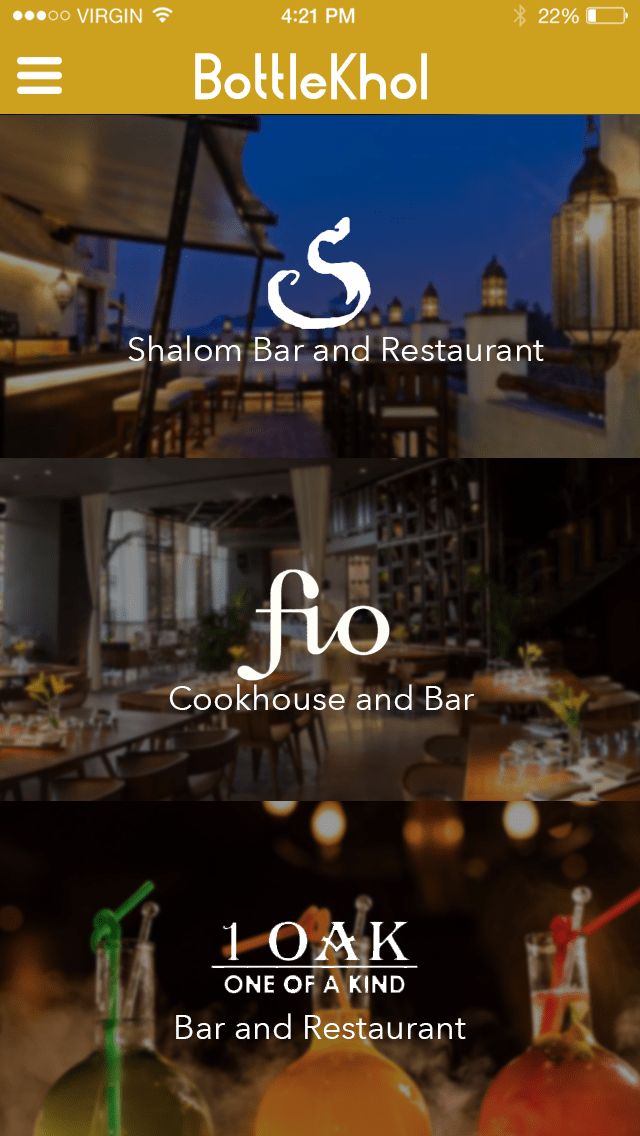 VIRGIN 4:21 PM 22%
BottleKhol
S
Shalom Bar and Restaurant
fio
Cookhouse and Bar
1 OAK
ONE OF A KIND
Bar and Restaurant